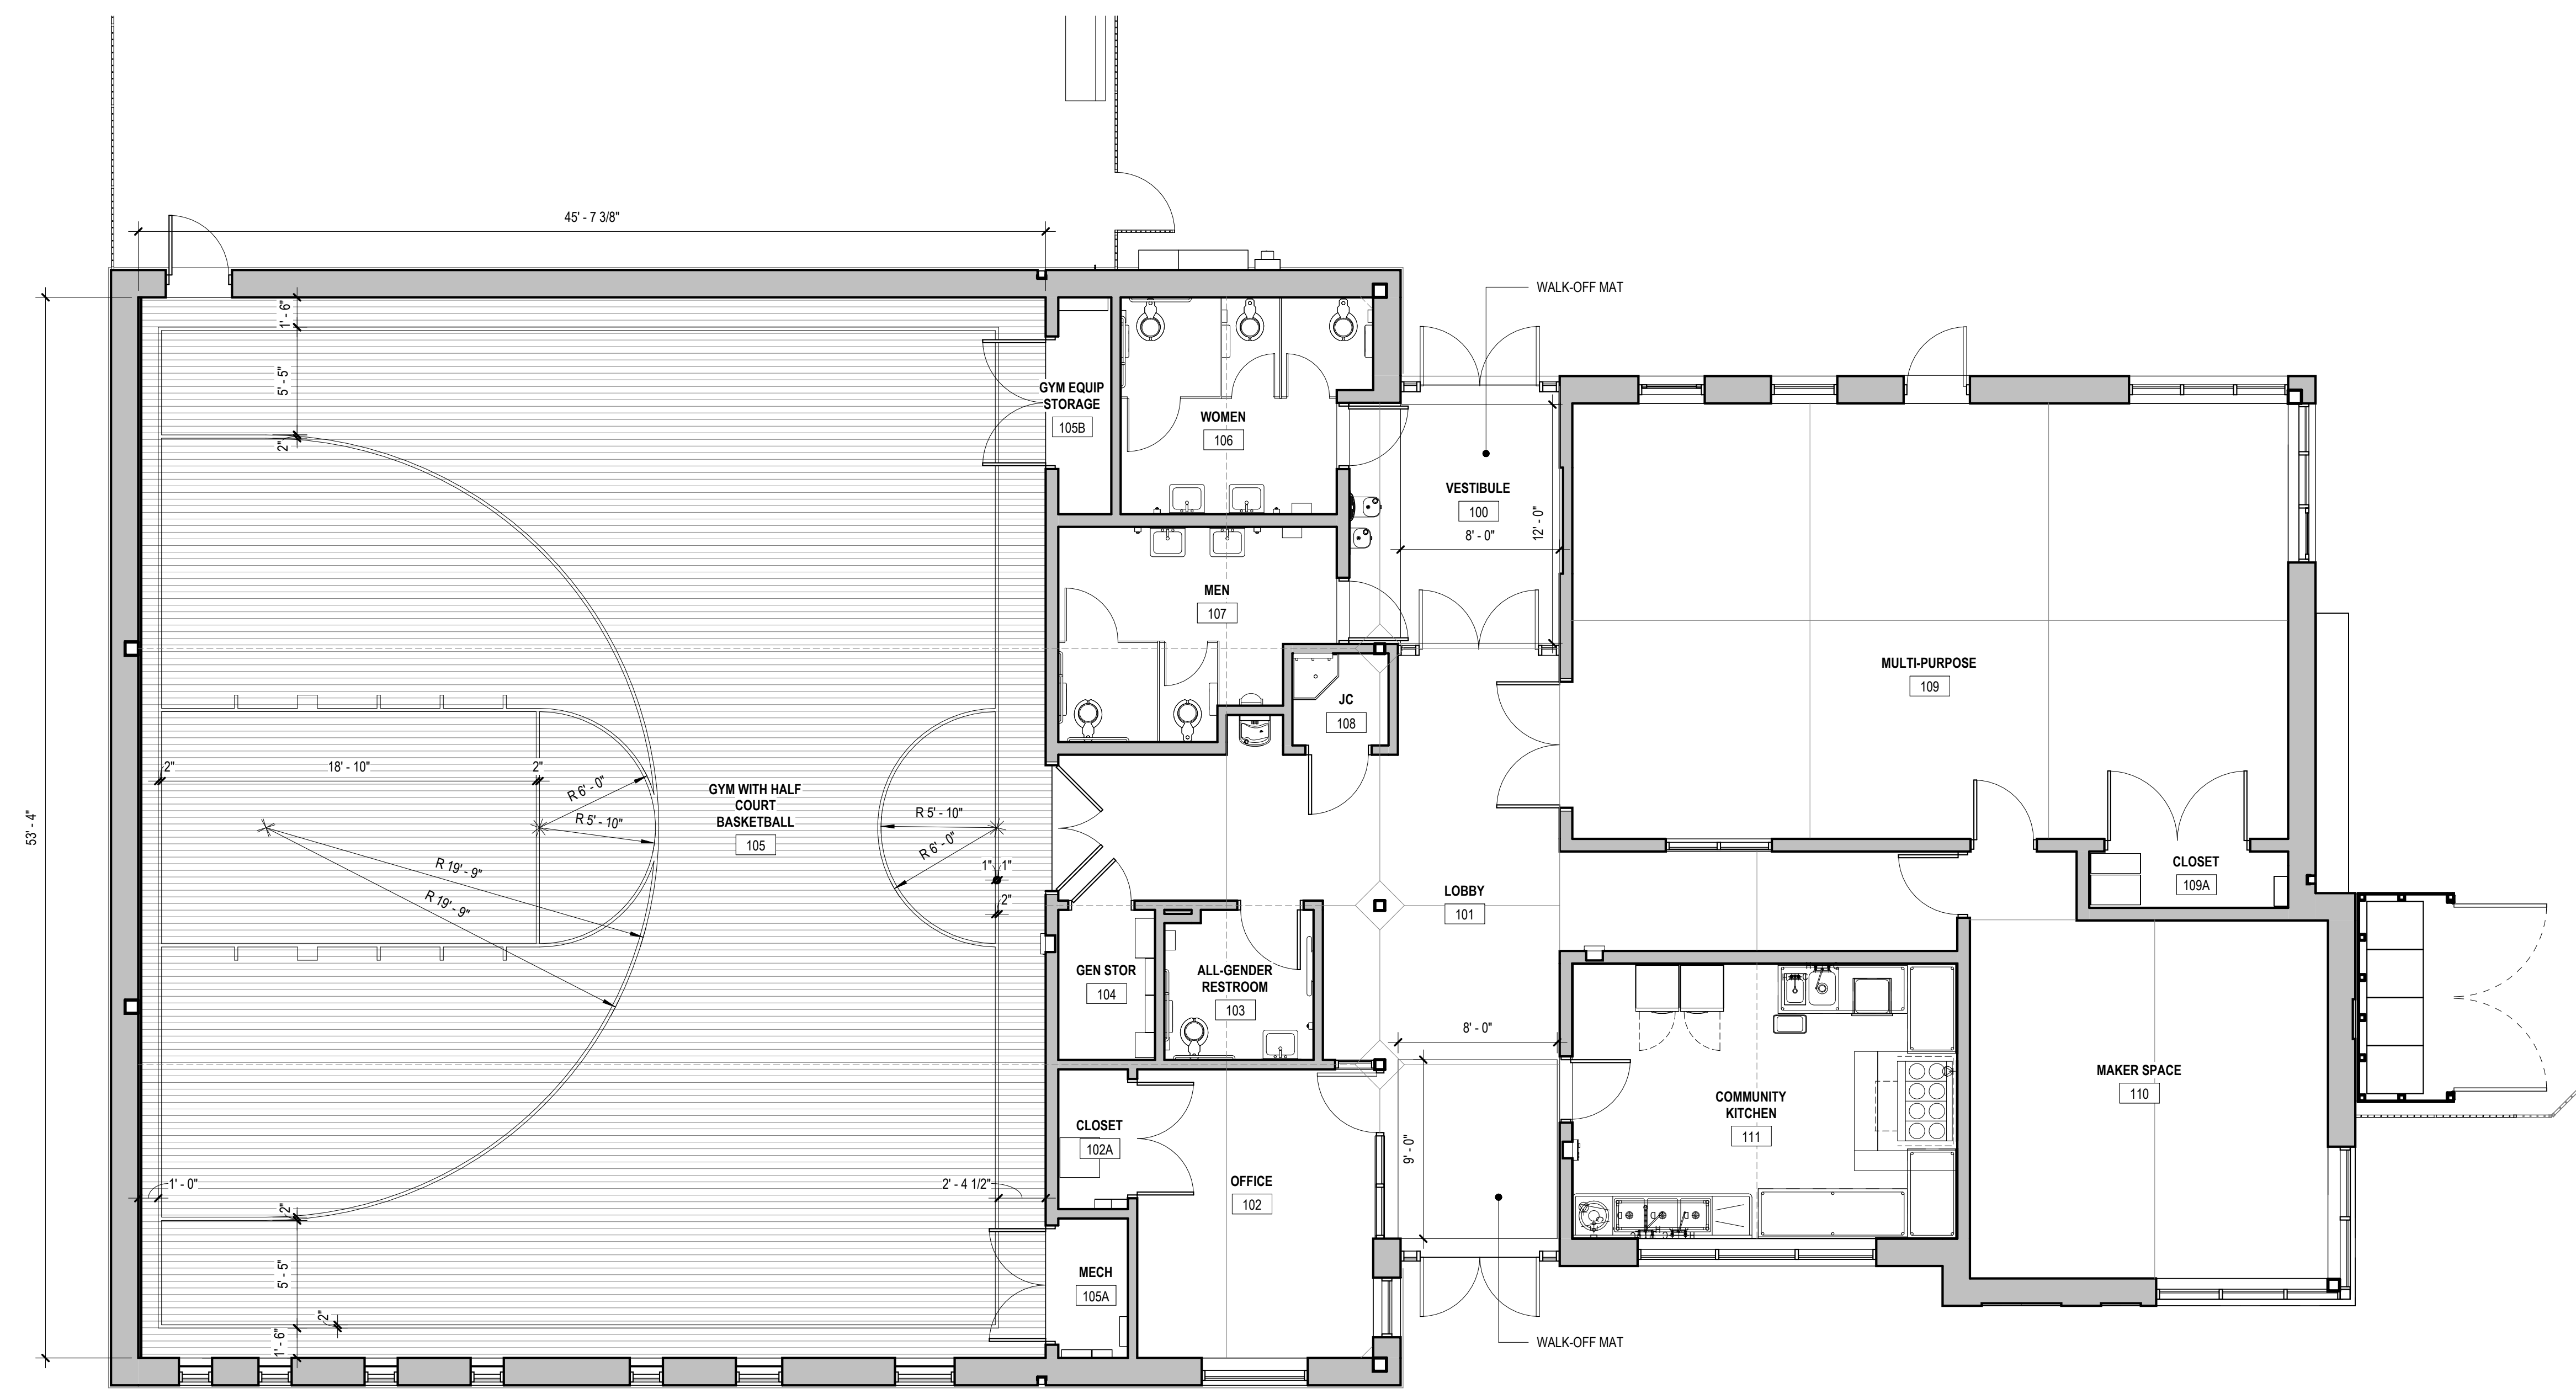 45' - 7 3/8"
WALK-OFF MAT
1' - 6"
5' - 5"
2"
GYM EQUIP
STORAGE
105B
WOMEN
106
VESTIBULE
100
8' - 0"
12' - 0"
MEN
107
MULTI-PURPOSE
109
JC
108
2"
18' - 10"
2"
R 6' - 0"
R 5' - 10"
GYM WITH HALF
COURT
BASKETBALL
105
R 5' - 10"
R 6' - 0"
53' - 4"
R 19' - 9"
R 19' - 9"
1"
1"
2"
LOBBY
101
CLOSET
109A
GEN STOR
104
ALL-GENDER
RESTROOM
103
8' - 0"
9' - 0"
COMMUNITY
KITCHEN
111
MAKER SPACE
110
CLOSET
102A
OFFICE
102
1' - 0"
2' - 4 1/2"
2"
5' - 5"
2"
1' - 6"
MECH
105A
WALK-OFF MAT